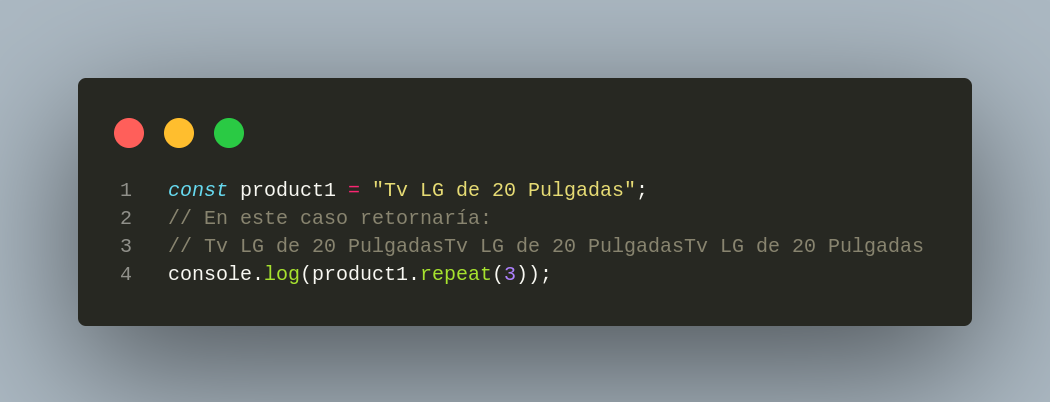 1 const product1 = "Tv LG de 20 Pulgadas";
2 // En este caso retornaría:
3 // Tv LG de 20 PulgadasTv LG de 20 PulgadasTv LG de 20 Pulgadas
4 console.log(product1.repeat(3));